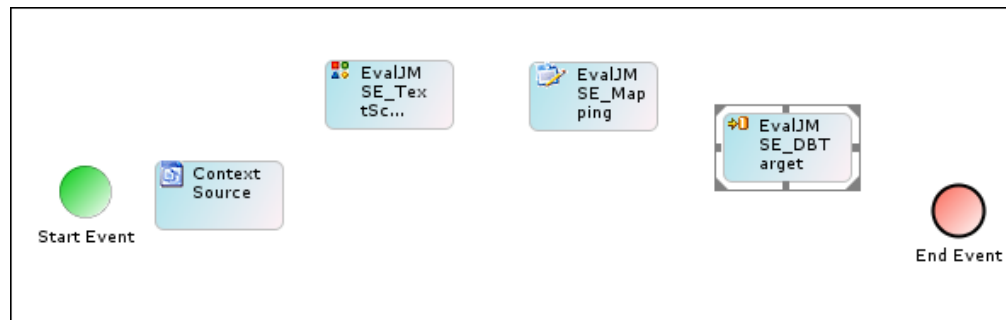 EvalJM
SE_Tex
tSc...
EvalJM
SE_Map
ping
EvalJM
SE_DBT
arget
Context
Source
Start Event
End Event